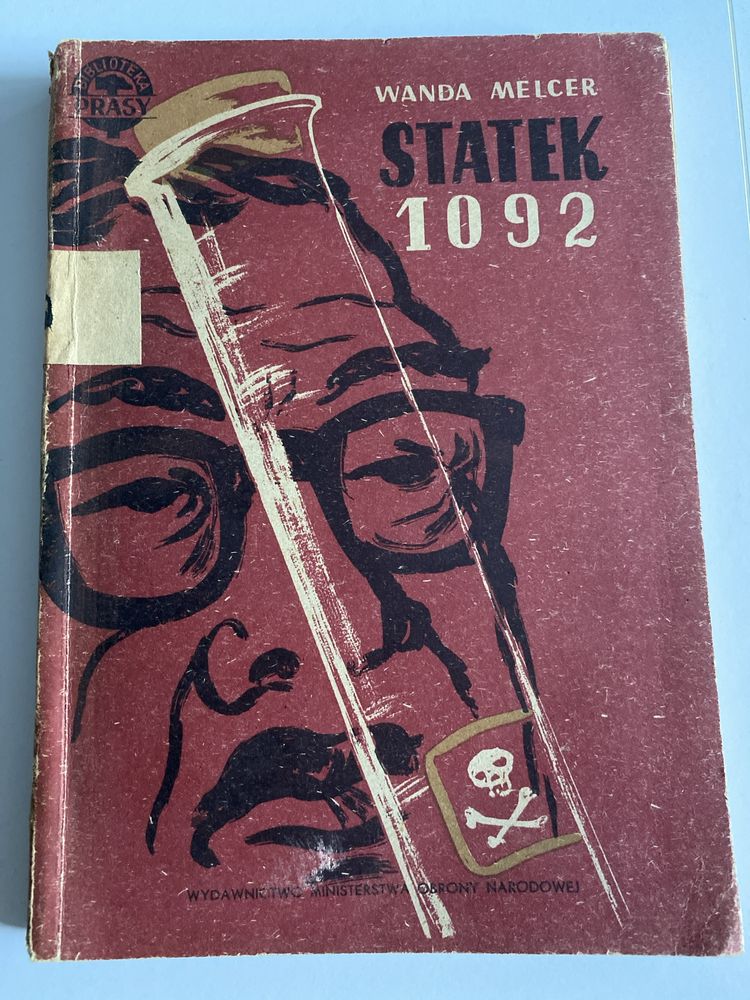 BIBLIOTEKA
PRASY
WANDA MELCER
STATEK
1092
WYDAWNICTWO MINISTERSTWA OBRONY NARODOWEJ